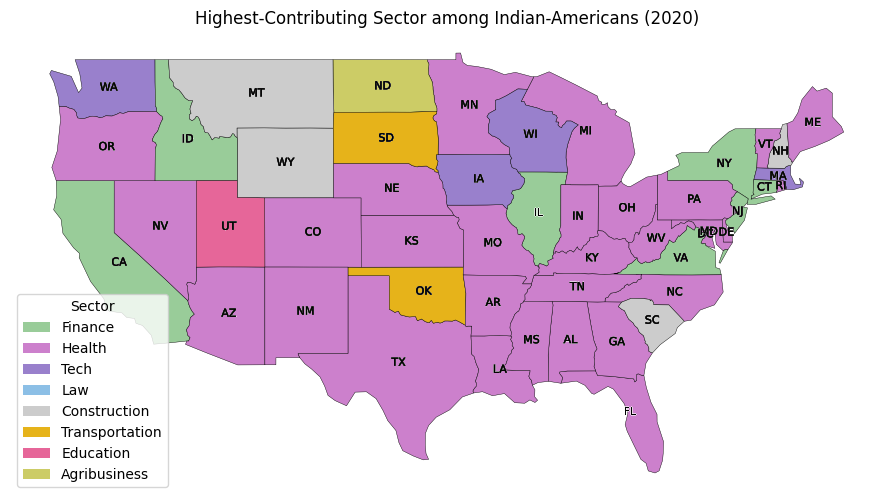 Highest-Contributing Sector among Indian-Americans (2020)
WA
MT
ND
MN
ME
OR
ID
SD
WI
MI
VT
NH
WY
NY
MA
IA
CT
RI
NE
PA
NJ
NV
UT
CO
IL
IN
OH
KS
MO
WV
DC
MD
DE
CA
KY
VA
AZ
NM
OK
AR
TN
NC
SC
TX
MS
AL
GA
LA
FL
Sector
Finance
Health
Tech
Law
Construction
Transportation
Education
Agribusiness